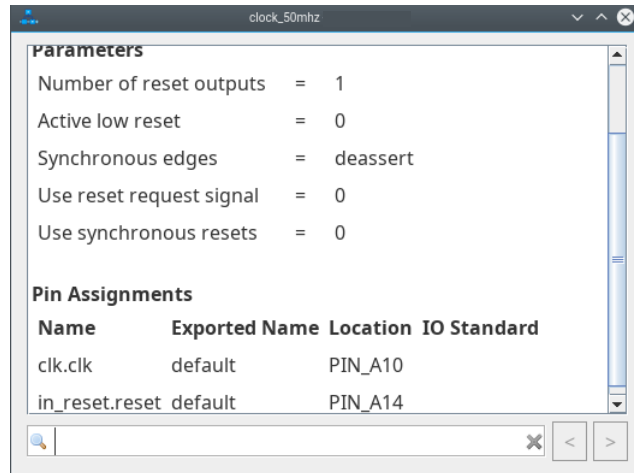 clock_50mhz
Parameters
Number of reset outputs = 1
Active low reset = 0
Synchronous edges = deassert
Use reset request signal = 0
Use synchronous resets = 0
Pin Assignments
Name Exported Name Location IO Standard
clk.clk default PIN_A10
in_reset.reset default PIN_A14
< >